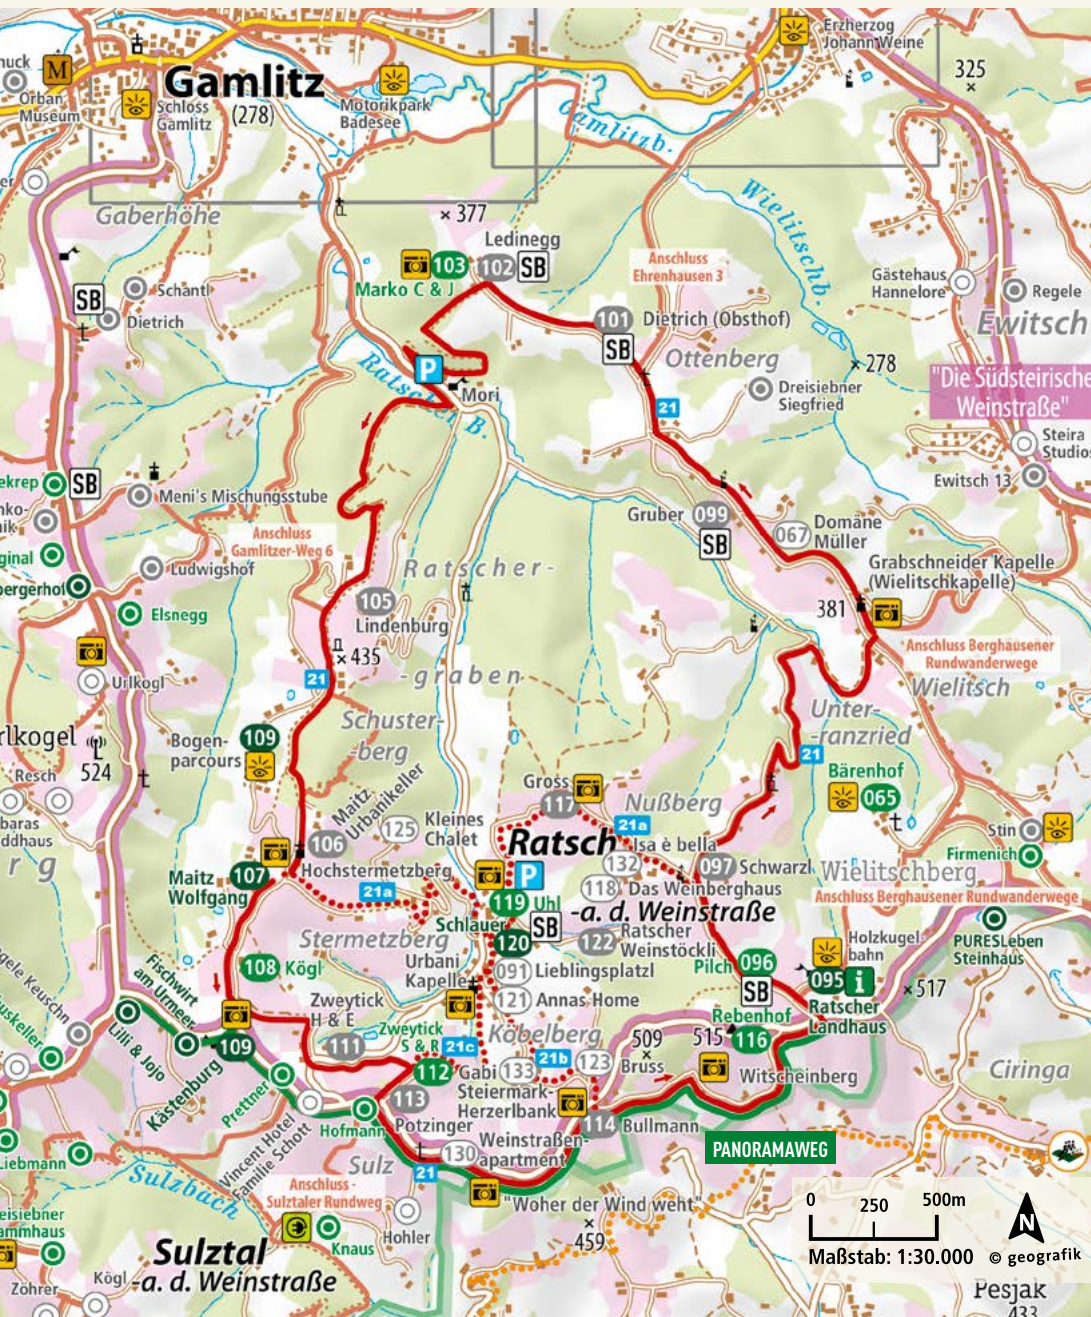 Erzherzog
Johann Weine
325
M
Orban
Museum
Gamlitz
(278)
Schloss
Gamlitz
Motorikpark
Badesee
Gamlitzb.
Wielitschb.
Gaberhöhe
377
Ledinegg
103
102
SB
Marko C & J
Anschluss
Ehrenhausen 3
Gästehaus
Hannelore
Regele
Ewitsch
SB
Schantl
Dietrich
101
Dietrich (Obsthof)
SB
Ottenberg
278
P
Ratscher B.
Mori
Dreisiebner
Siegfried
"Die Südsteirische
Weinstraße"
21
Steira
Studios
Ewitsch 13
SB
Meni's Mischungsstube
Gruber
099
SB
067
Domäne
Müller
Anschluss
Gamlitzer-Weg 6
Ludwigshof
Ratscher-
Grabschneider Kapelle
(Wielitschkapelle)
bergerhof
Elsnegg
105
Lindenburg
381
435
Anschluss Berghausener
Rundwanderwege
Urlkogl
21
-graben
Wielitsch
Unter-
-ranzried
Schuster-
-berg
rlkogel
524
Bogen-
parcours
109
21
Resch
Bärenhof
065
baras
ddhaus
r g
Maitz
Urbanikeller
Gross
117
Nußberg
125
Kleines
Chalet
21a
Stin
Firmenich
106
Hochstermetzberg
Ratsch
-a. d. Weinstraße
Isa è bella
132
097
Schwarzl
Wielitschberg
Maitz
Wolfgang
107
21a
P
118
Das Weinberghaus
Anschluss Berghausener Rundwanderwege
119
Uhl
SB
Schlauer
120
122
Ratscher
Weinstöckli
Stermetzberg
PURESLeben
Steinhaus
Holzkugel-
bahn
108
Kögl
Urbani
Kapelle
091
Lieblingsplatzl
Pilch
096
SB
095
i
Ratscher
Landhaus
517
Fischwirt
am Urmeer
Zweytick
H & E
121
Annas Home
Rebenhof
116
Köbelberg
111
Zweytick
S & R
21c
509
515
Lilli & Jojo
109
Kästenburg
112
Gabi
133
21b
123
Bruss
Witscheinberg
Ciringa
Prettner
Steiermark-
Herzerlbank
113
Potzinger
114
Bullmann
Hofmann
Vincent Hotel
Familie Schott
130
Weinstraßen-
apartment
PANORAMAWEG
Liebmann
Sulz
21
Sulzbach
Anschluss -
Sulztaler Rundweg
"Woher der Wind weht"
459
Hohler
Knaus
Sulztal
-a. d. Weinstraße
Kögl
Zöhrer
0
250
500m
N
Maßstab: 1:30.000
© geografik
Pesjak
433